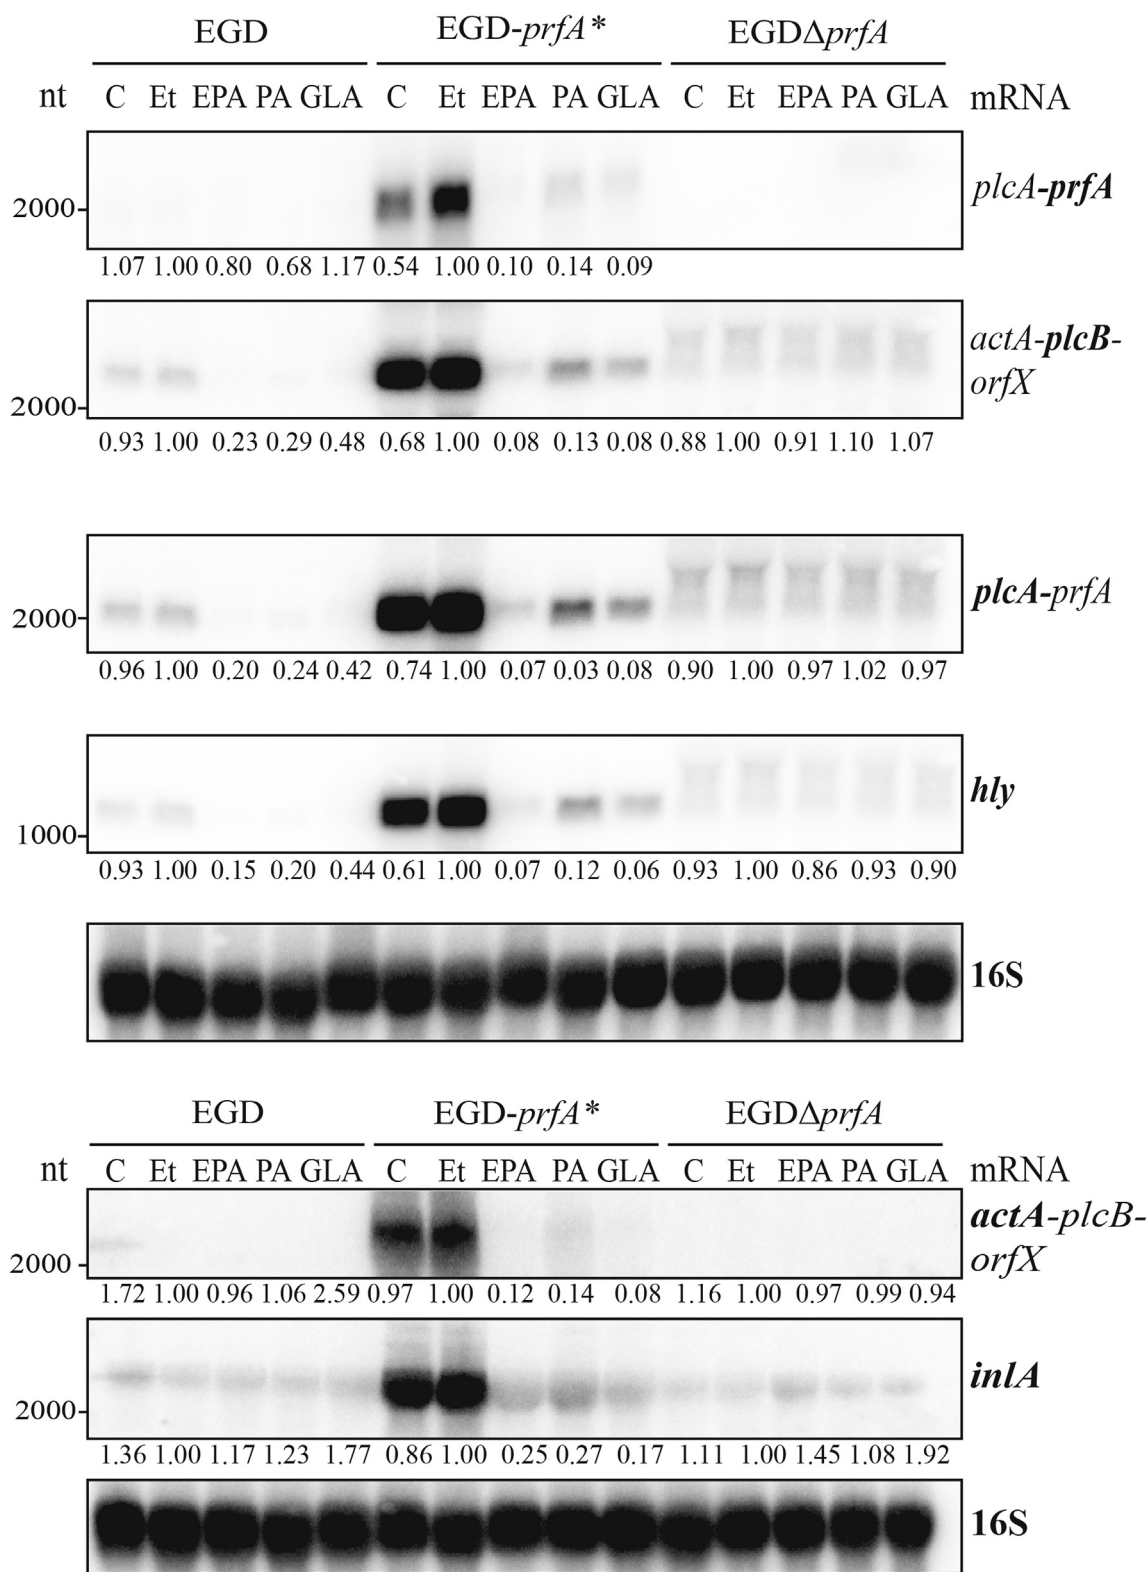 EGD EGD-prfA* EGDΔprfA
nt C Et EPA PA GLA C Et EPA PA GLA C Et EPA PA GLA mRNA
plcA-prfA
2000
1.07 1.00 0.80 0.68 1.17 0.54 1.00 0.10 0.14 0.09
actA-plcB-
orfX
2000
0.93 1.00 0.23 0.29 0.48 0.68 1.00 0.08 0.13 0.08 0.88 1.00 0.91 1.10 1.07
plcA-prfA
2000
0.96 1.00 0.20 0.24 0.42 0.74 1.00 0.07 0.03 0.08 0.90 1.00 0.97 1.02 0.97
hly
1000
0.93 1.00 0.15 0.20 0.44 0.61 1.00 0.07 0.12 0.06 0.93 1.00 0.86 0.93 0.90
16S
EGD EGD-prfA* EGDΔprfA
nt C Et EPA PA GLA C Et EPA PA GLA C Et EPA PA GLA mRNA
actA-plcB-
orfX
2000
1.72 1.00 0.96 1.06 2.59 0.97 1.00 0.12 0.14 0.08 1.16 1.00 0.97 0.99 0.94
inlA
2000
1.36 1.00 1.17 1.23 1.77 0.86 1.00 0.25 0.27 0.17 1.11 1.00 1.45 1.08 1.92
16S